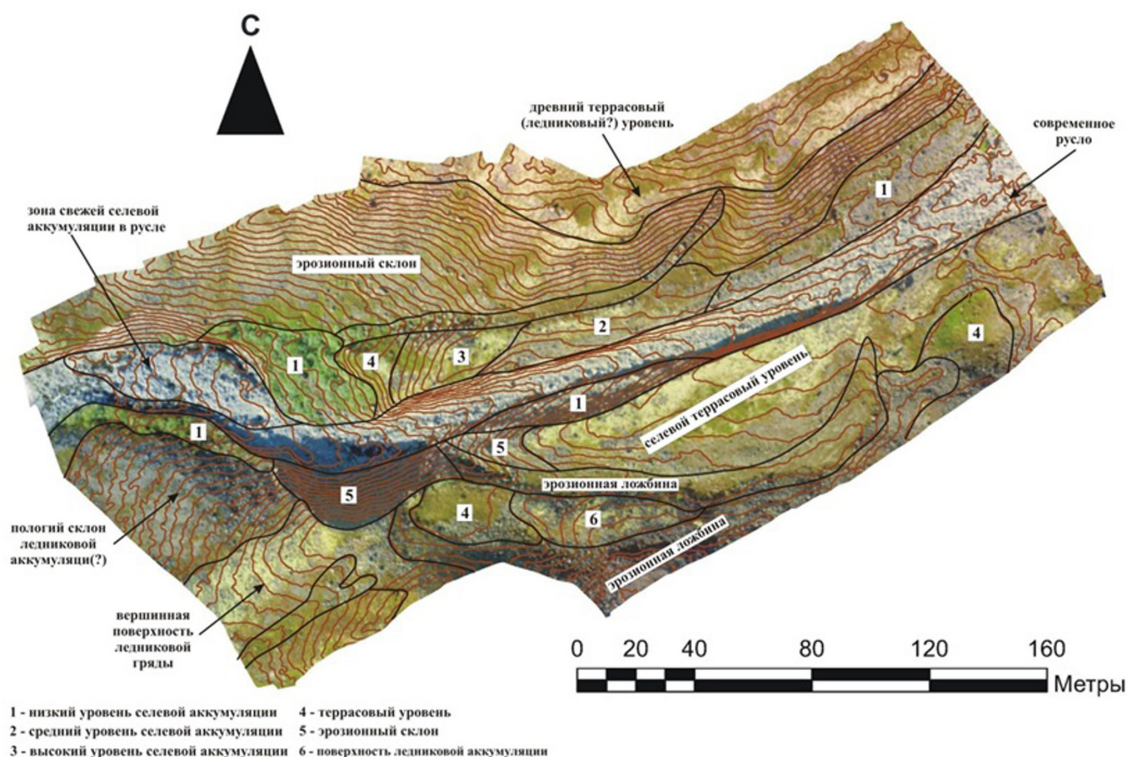 С
древний террасовый
(ледниковый?) уровень
современное
русло
1
зона свежей селевой
аккумуляции в русле
эрозионный склон
2
1
4
3
4
1
селевой террасовый уровень
1
5
эрозионная ложбина
5
4
6
эрозионная ложбина
пологий склон
ледниковой
аккумуляци(?)
вершинная
поверхность
ледниковой
гряды
0 20 40 80 120 160
Метры
1 - низкий уровень селевой аккумуляции
2 - средний уровень селевой аккумуляции
3 - высокий уровень селевой аккумуляции
4 - террасовый уровень
5 - эрозионный склон
6 - поверхность ледниковой аккумуляции